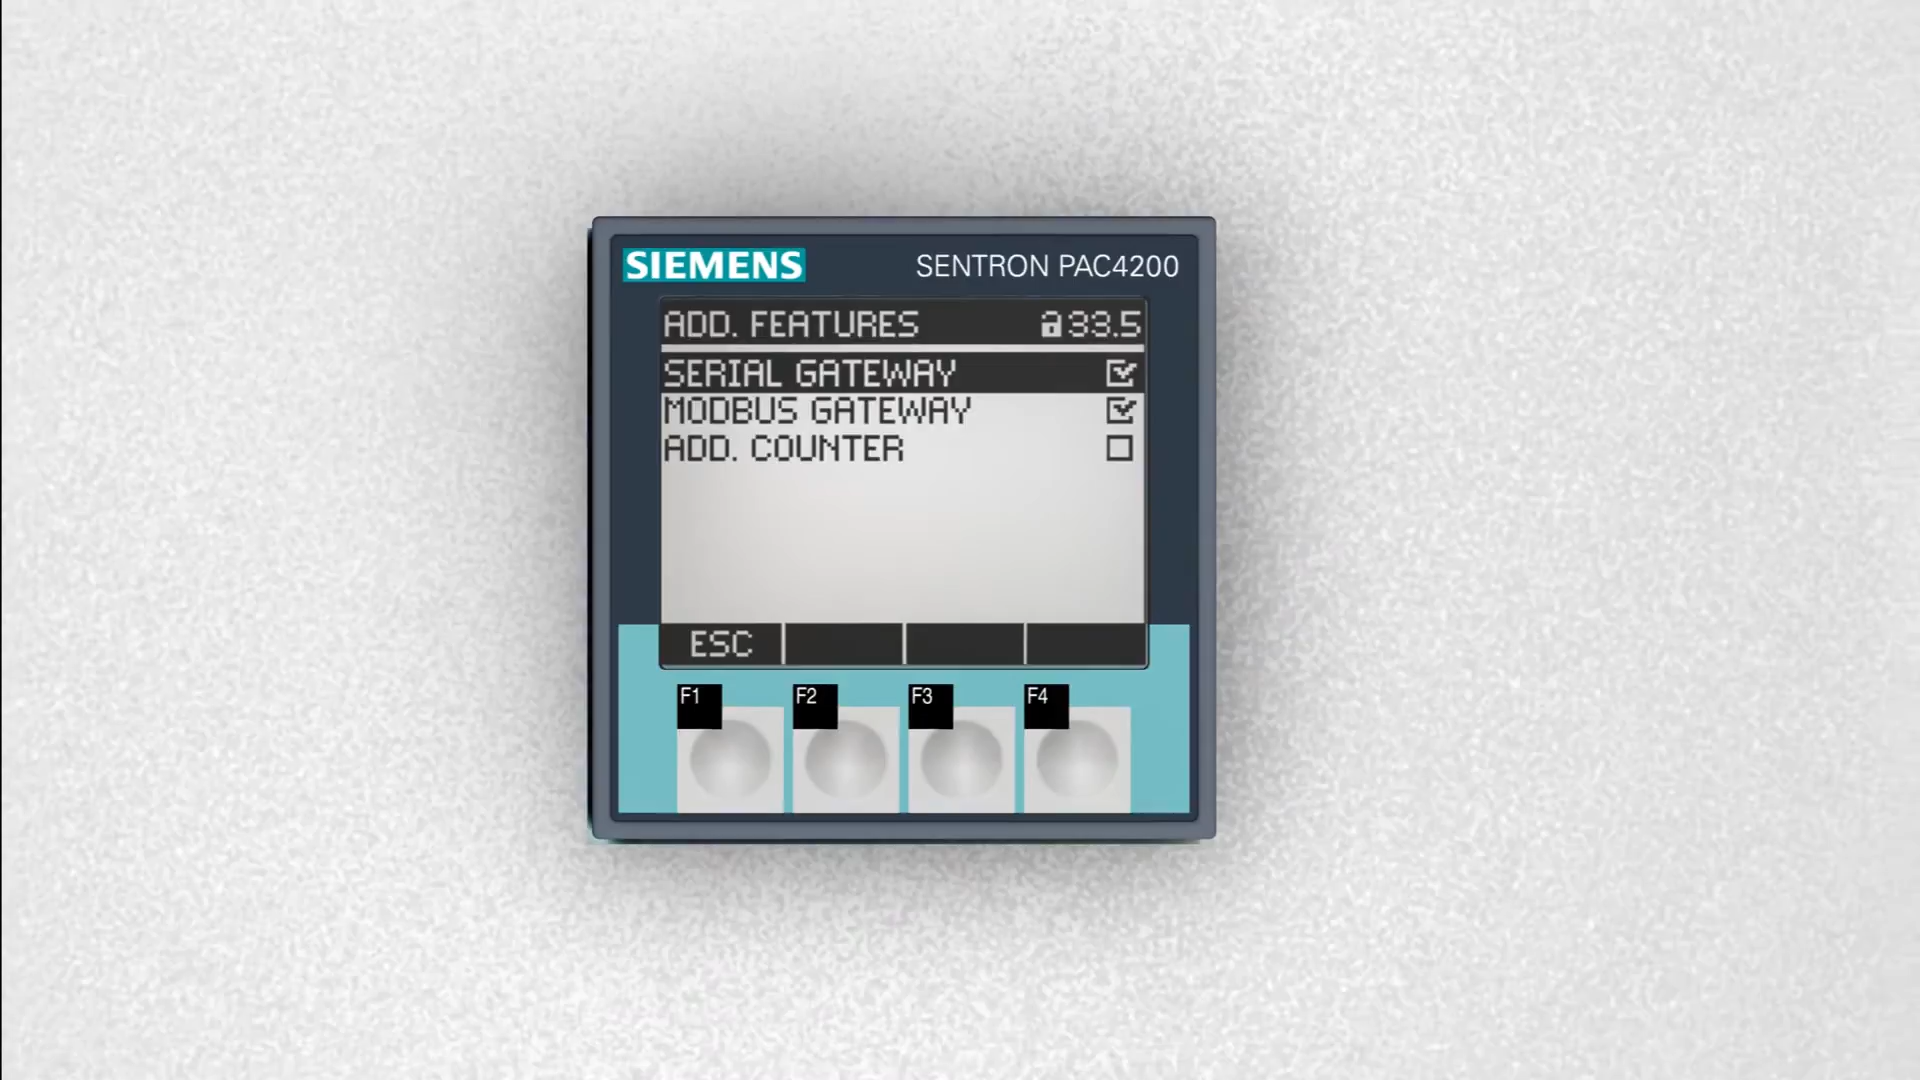 SIEMENS SENTRON PAC4200
ADD. FEATURES 33.5
SERIAL GATEWAY
MODBUS GATEWAY
ADD. COUNTER
ESC
F1 F2 F3 F4